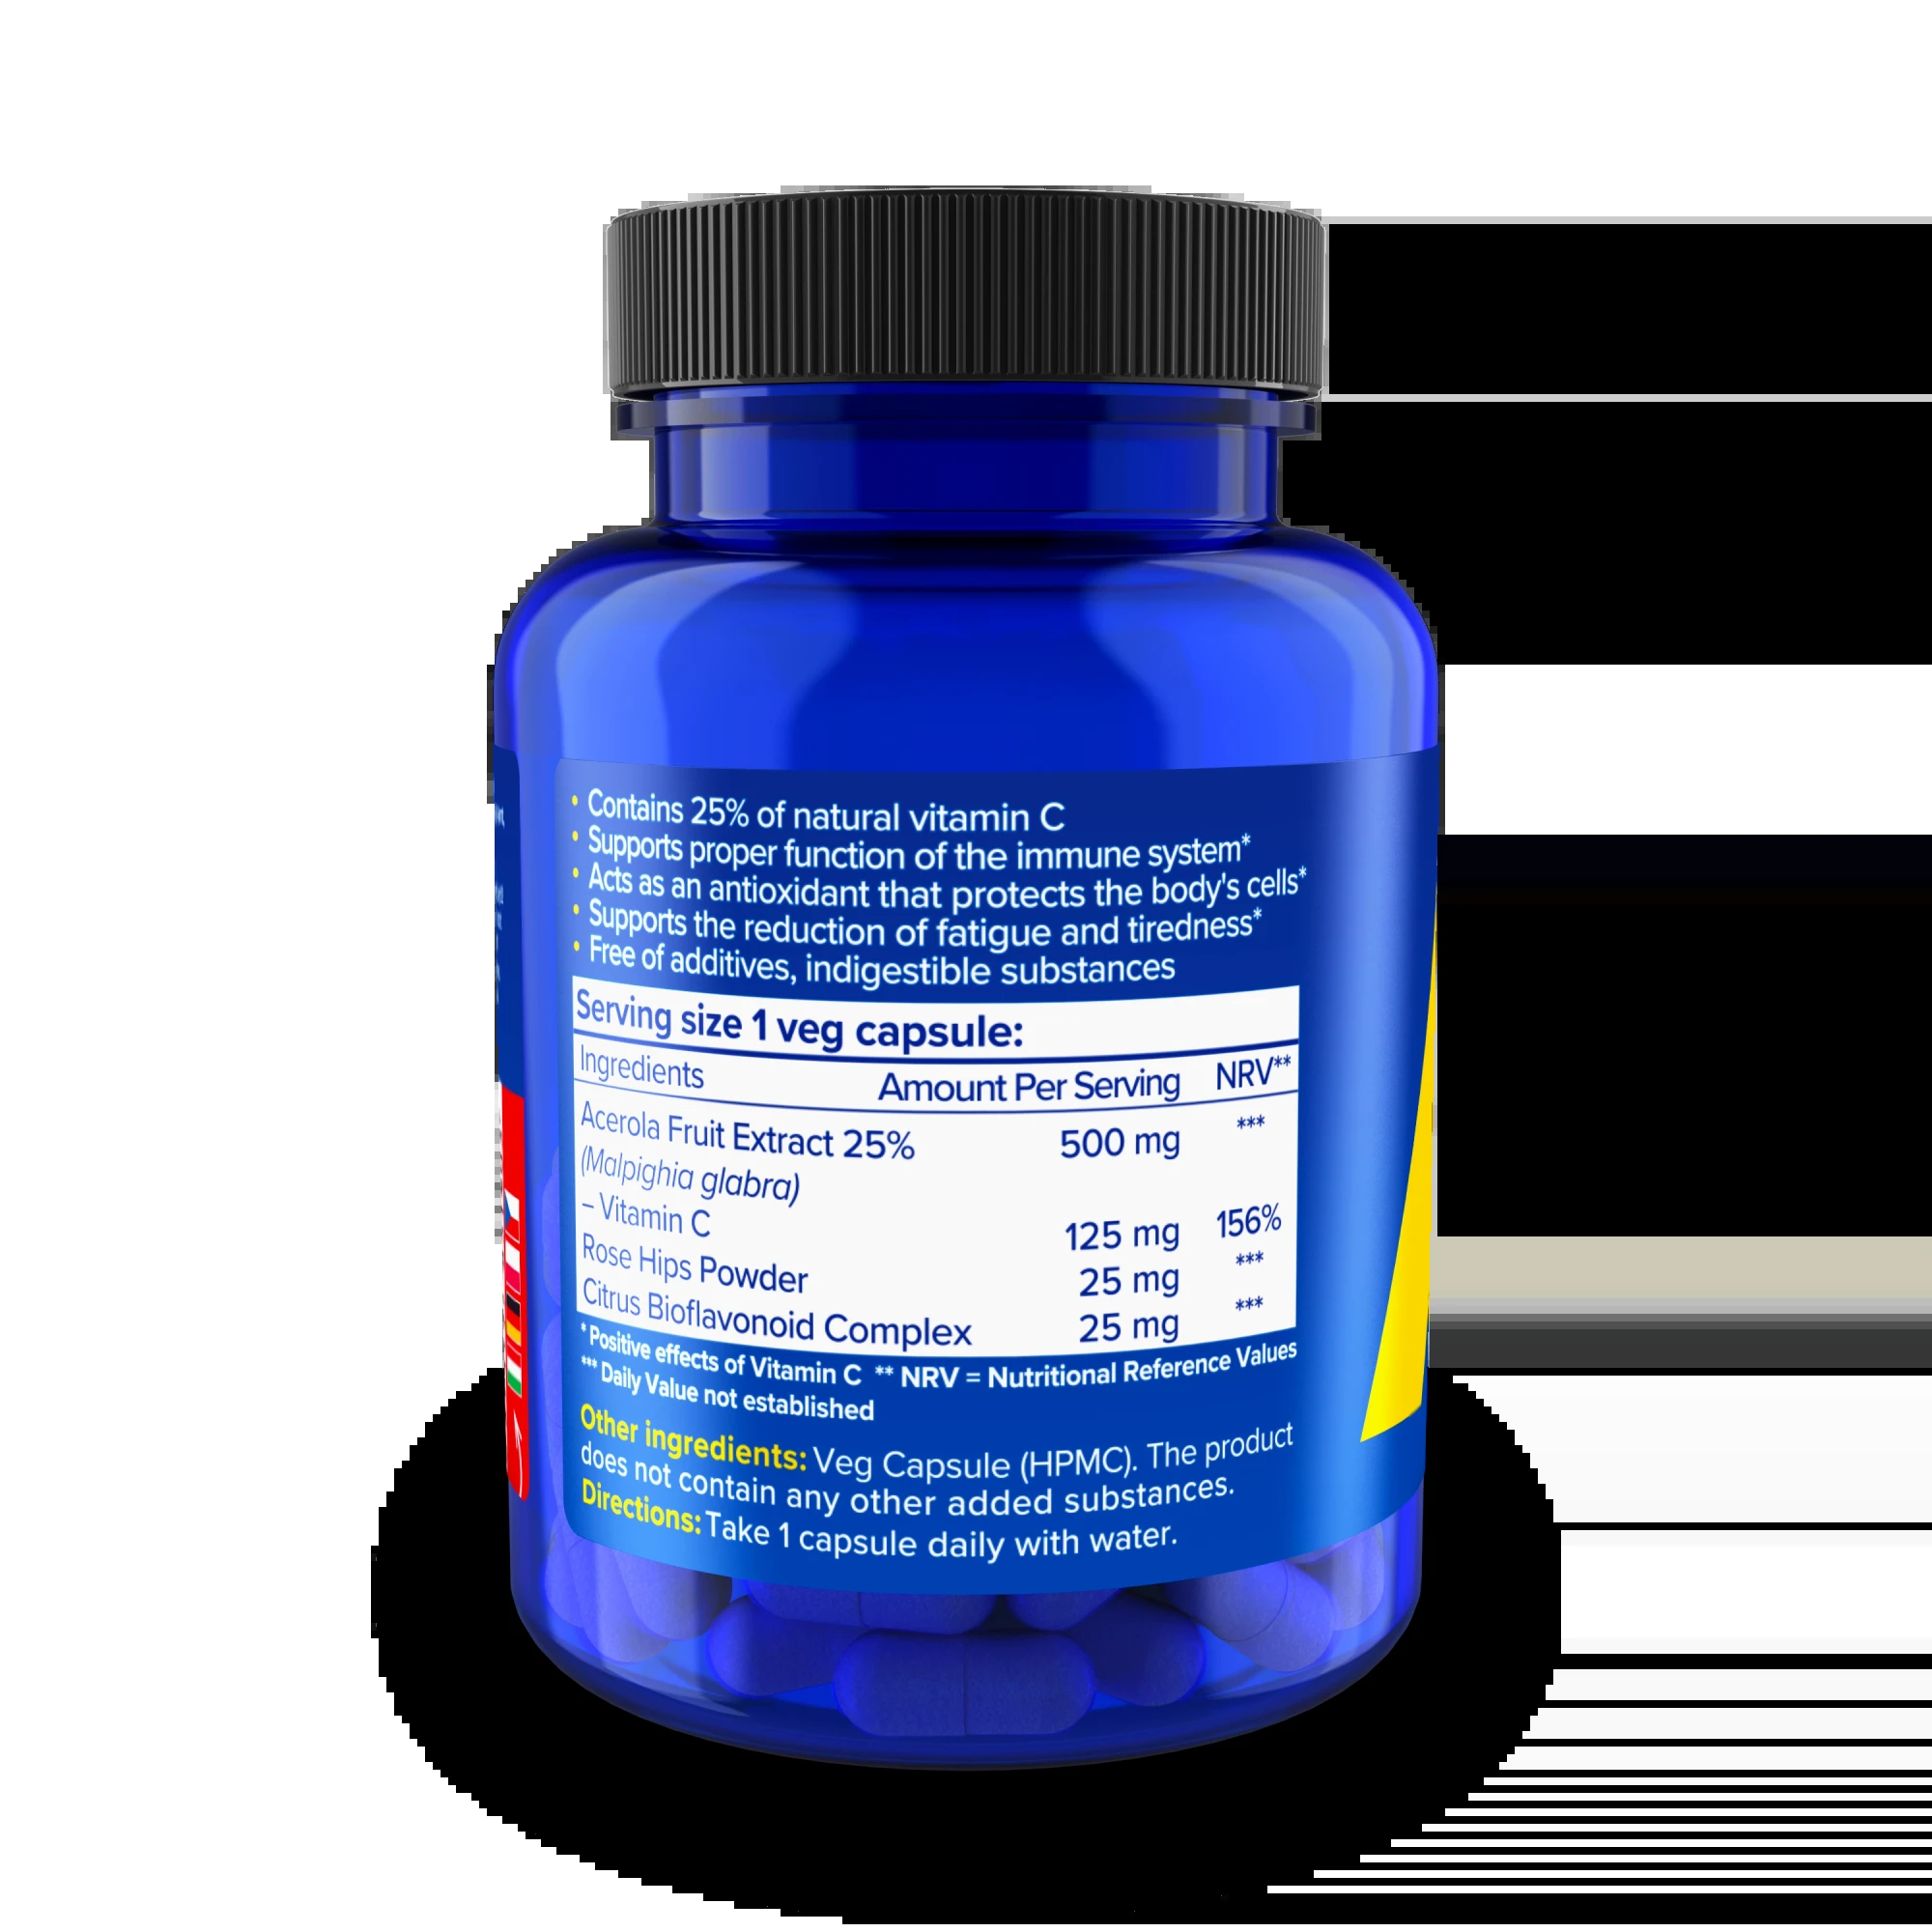 • Contains 25% of natural vitamin C
• Supports proper function of the immune system*
• Acts as an antioxidant that protects the body's cells*
• Supports the reduction of fatigue and tiredness*
• Free of additives, indigestible substances
Serving size 1 veg capsule:
Ingredients Amount Per Serving NRV**
Acerola Fruit Extract 25% 500 mg ***
(Malpighia glabra)
– Vitamin C 125 mg 156%
Rose Hips Powder 25 mg ***
Citrus Bioflavonoid Complex 25 mg ***
* Positive effects of Vitamin C ** NRV = Nutritional Reference Values
*** Daily Value not established
Other ingredients: Veg Capsule (HPMC). The product
does not contain any other added substances.
Directions: Take 1 capsule daily with water.